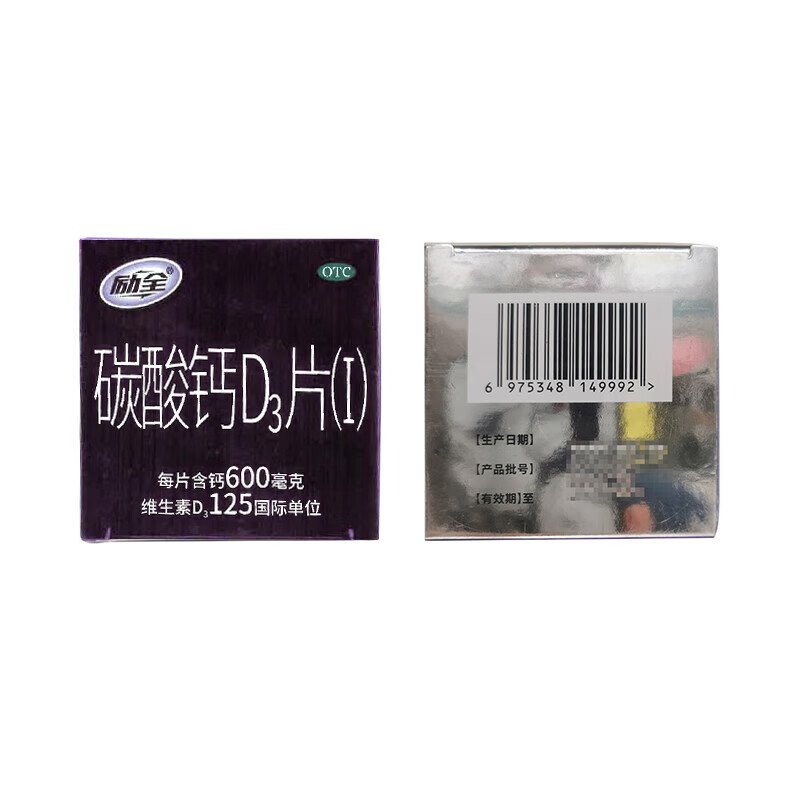 励全®
OTC
碳酸钙D₃片(Ⅰ)
每片含钙600毫克
维生素D₃125国际单位
6 975348 149992 >
【生产日期】
【产品批号】
【有效期】至